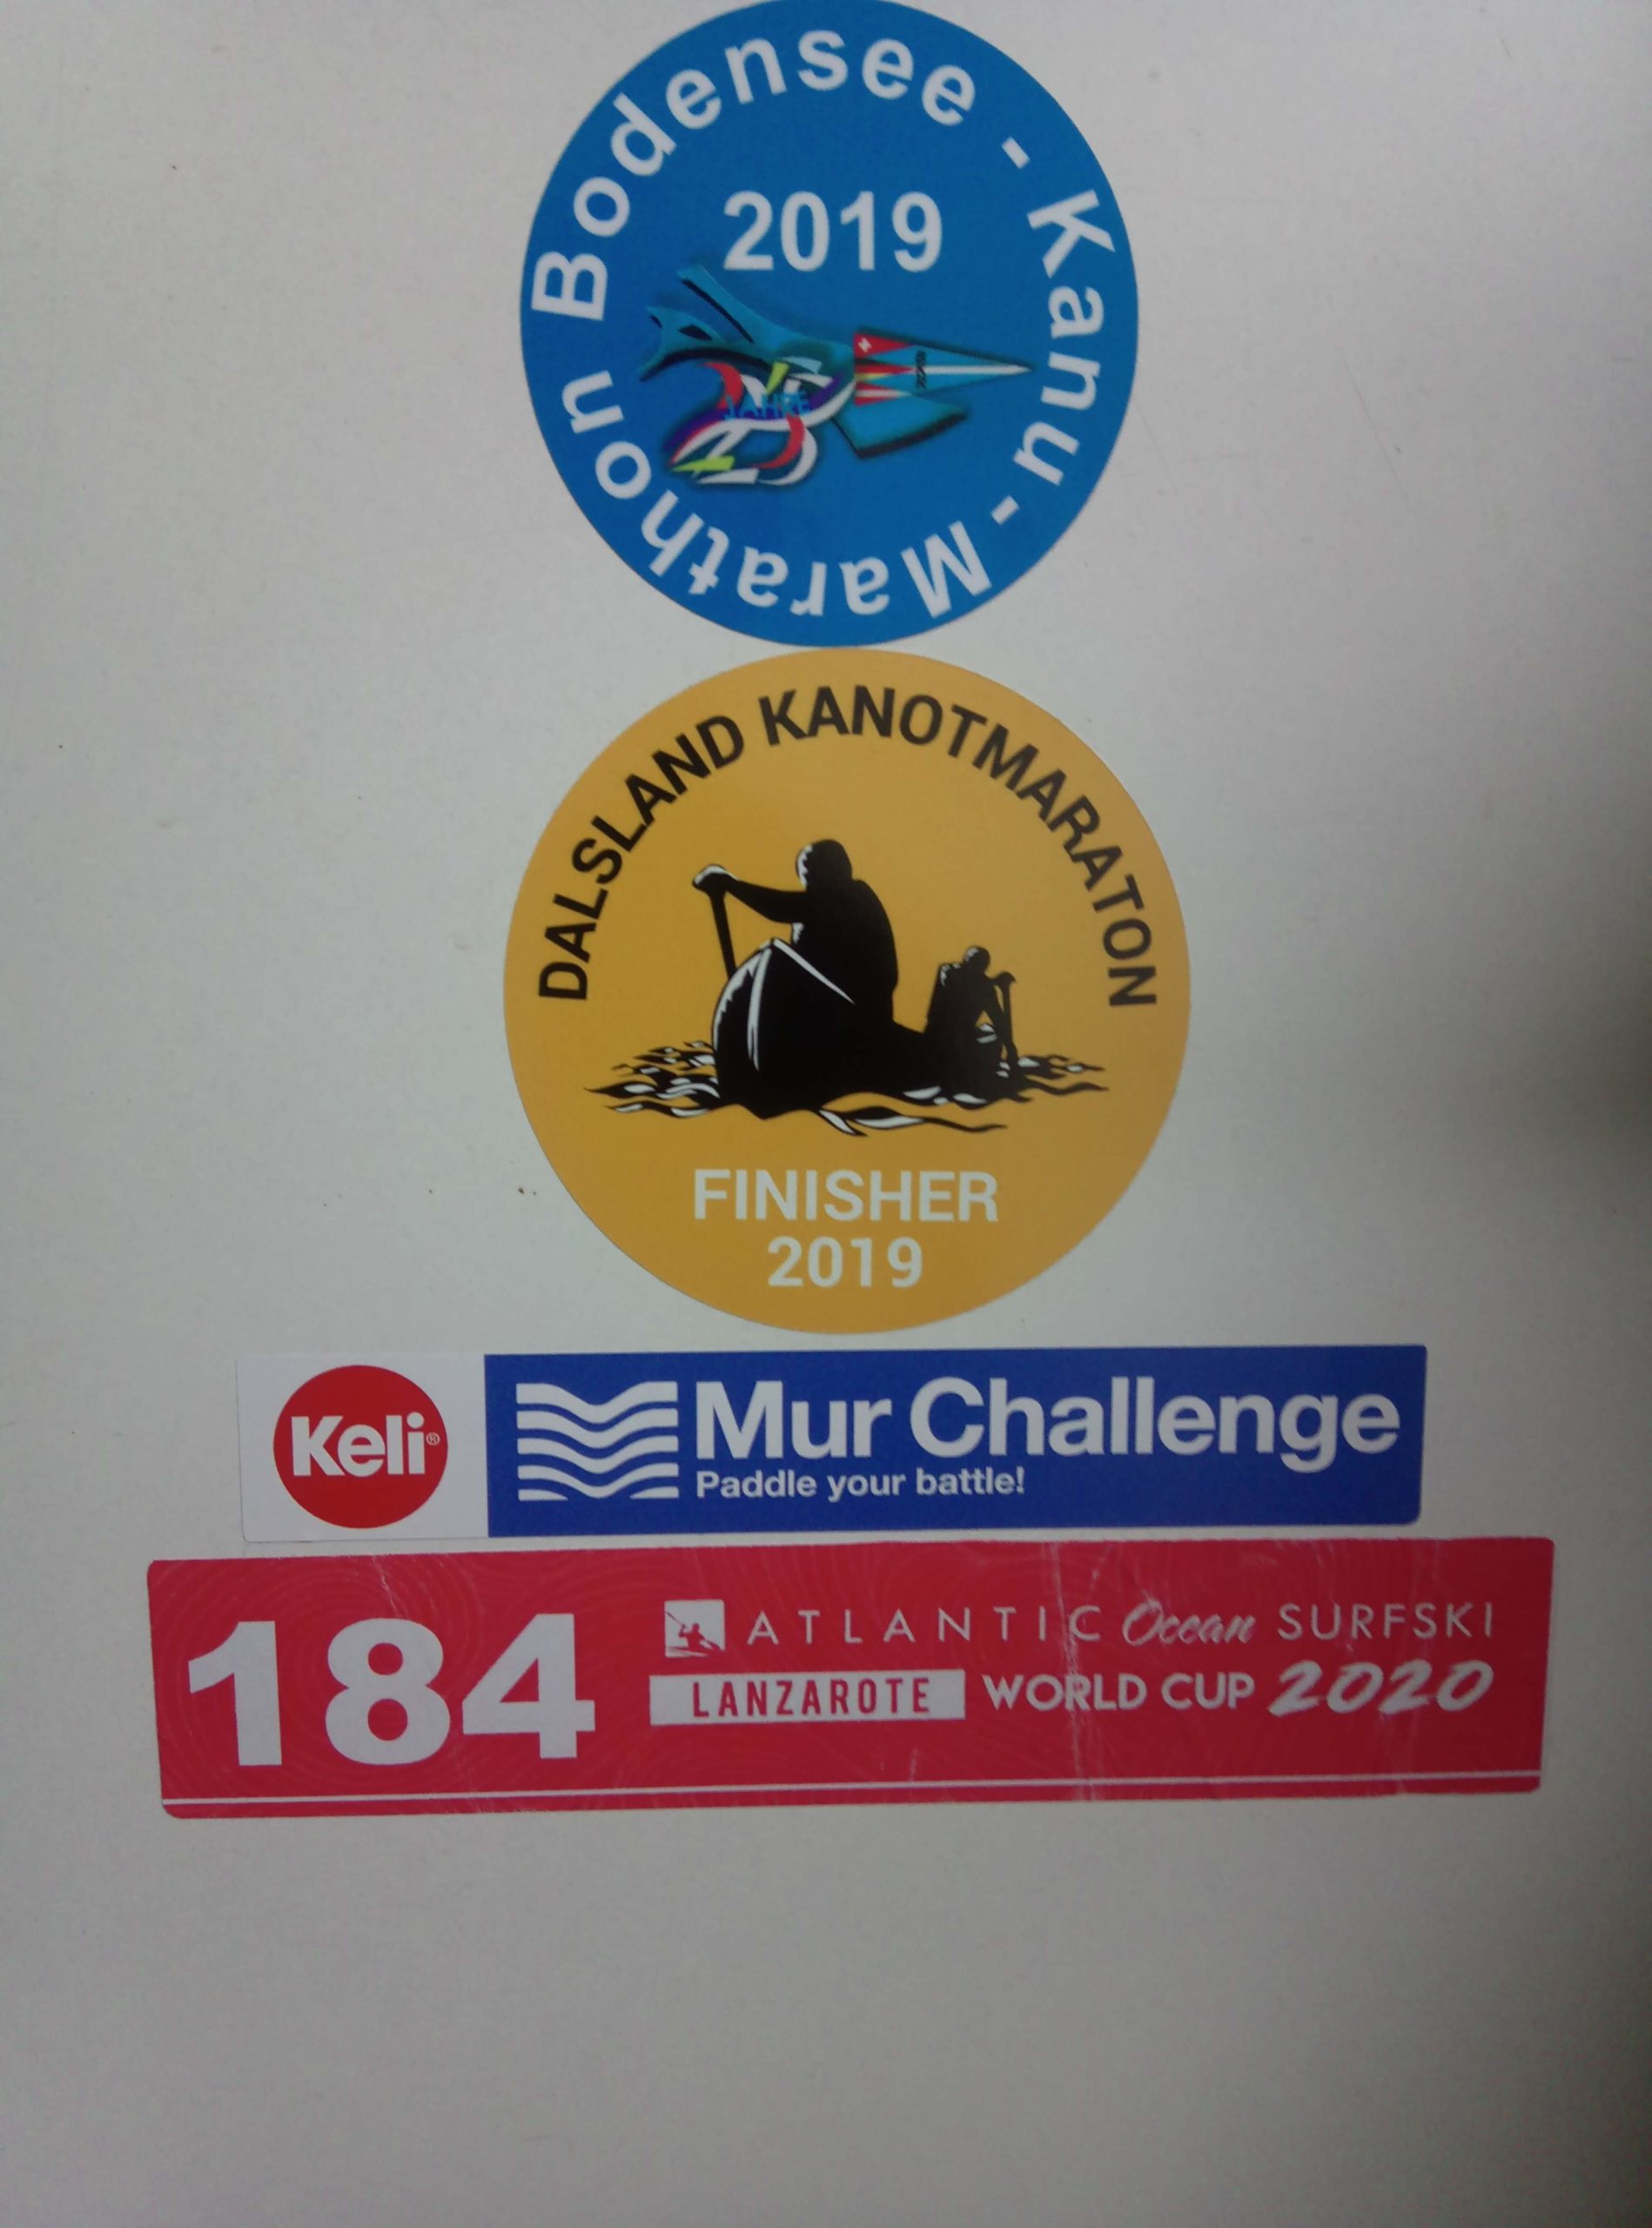 Bodensee - Kanu - Marathon
2019
JAHRE
DALSLAND KANOTMARATON
FINISHER
2019
Keli®
Mur Challenge
Paddle your battle!
184
ATLANTIC Ocean SURFSKI
LANZAROTE WORLD CUP 2020